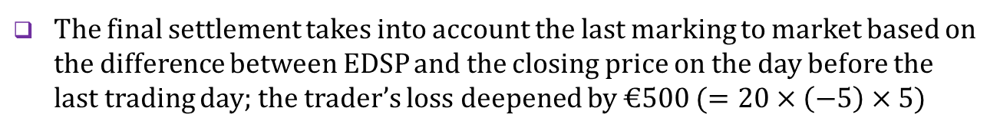 ❑ The final settlement takes into account the last marking to market based on
the difference between EDSP and the closing price on the day before the
last trading day; the trader’s loss deepened by €500 (= 20 × (−5) × 5)